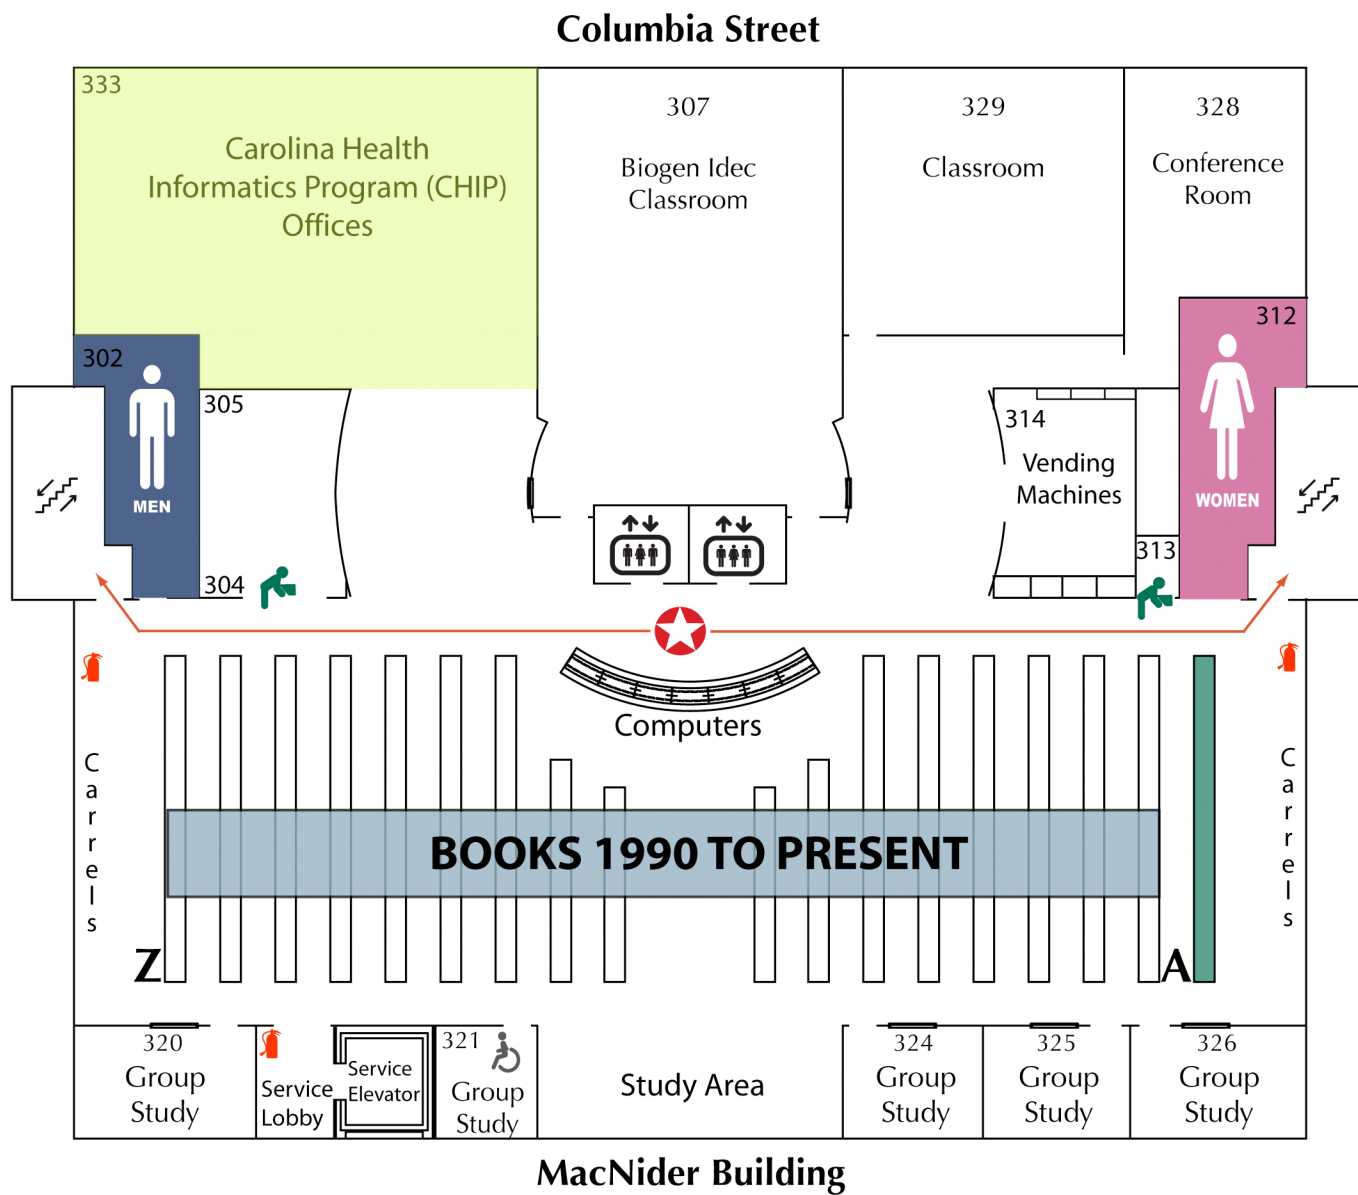 Columbia Street
333
Carolina Health
Informatics Program (CHIP)
Offices
307
Biogen Idec
Classroom
329
Classroom
328
Conference
Room
312
302
305
314
Vending
Machines
MEN
WOMEN
313
304
Computers
C
a
r
r
e
l
s
C
a
r
r
e
l
s
BOOKS 1990 TO PRESENT
Z
A
320
Group
Study
Service
Lobby
Service
Elevator
321
Group
Study
Study Area
324
Group
Study
325
Group
Study
326
Group
Study
MacNider Building